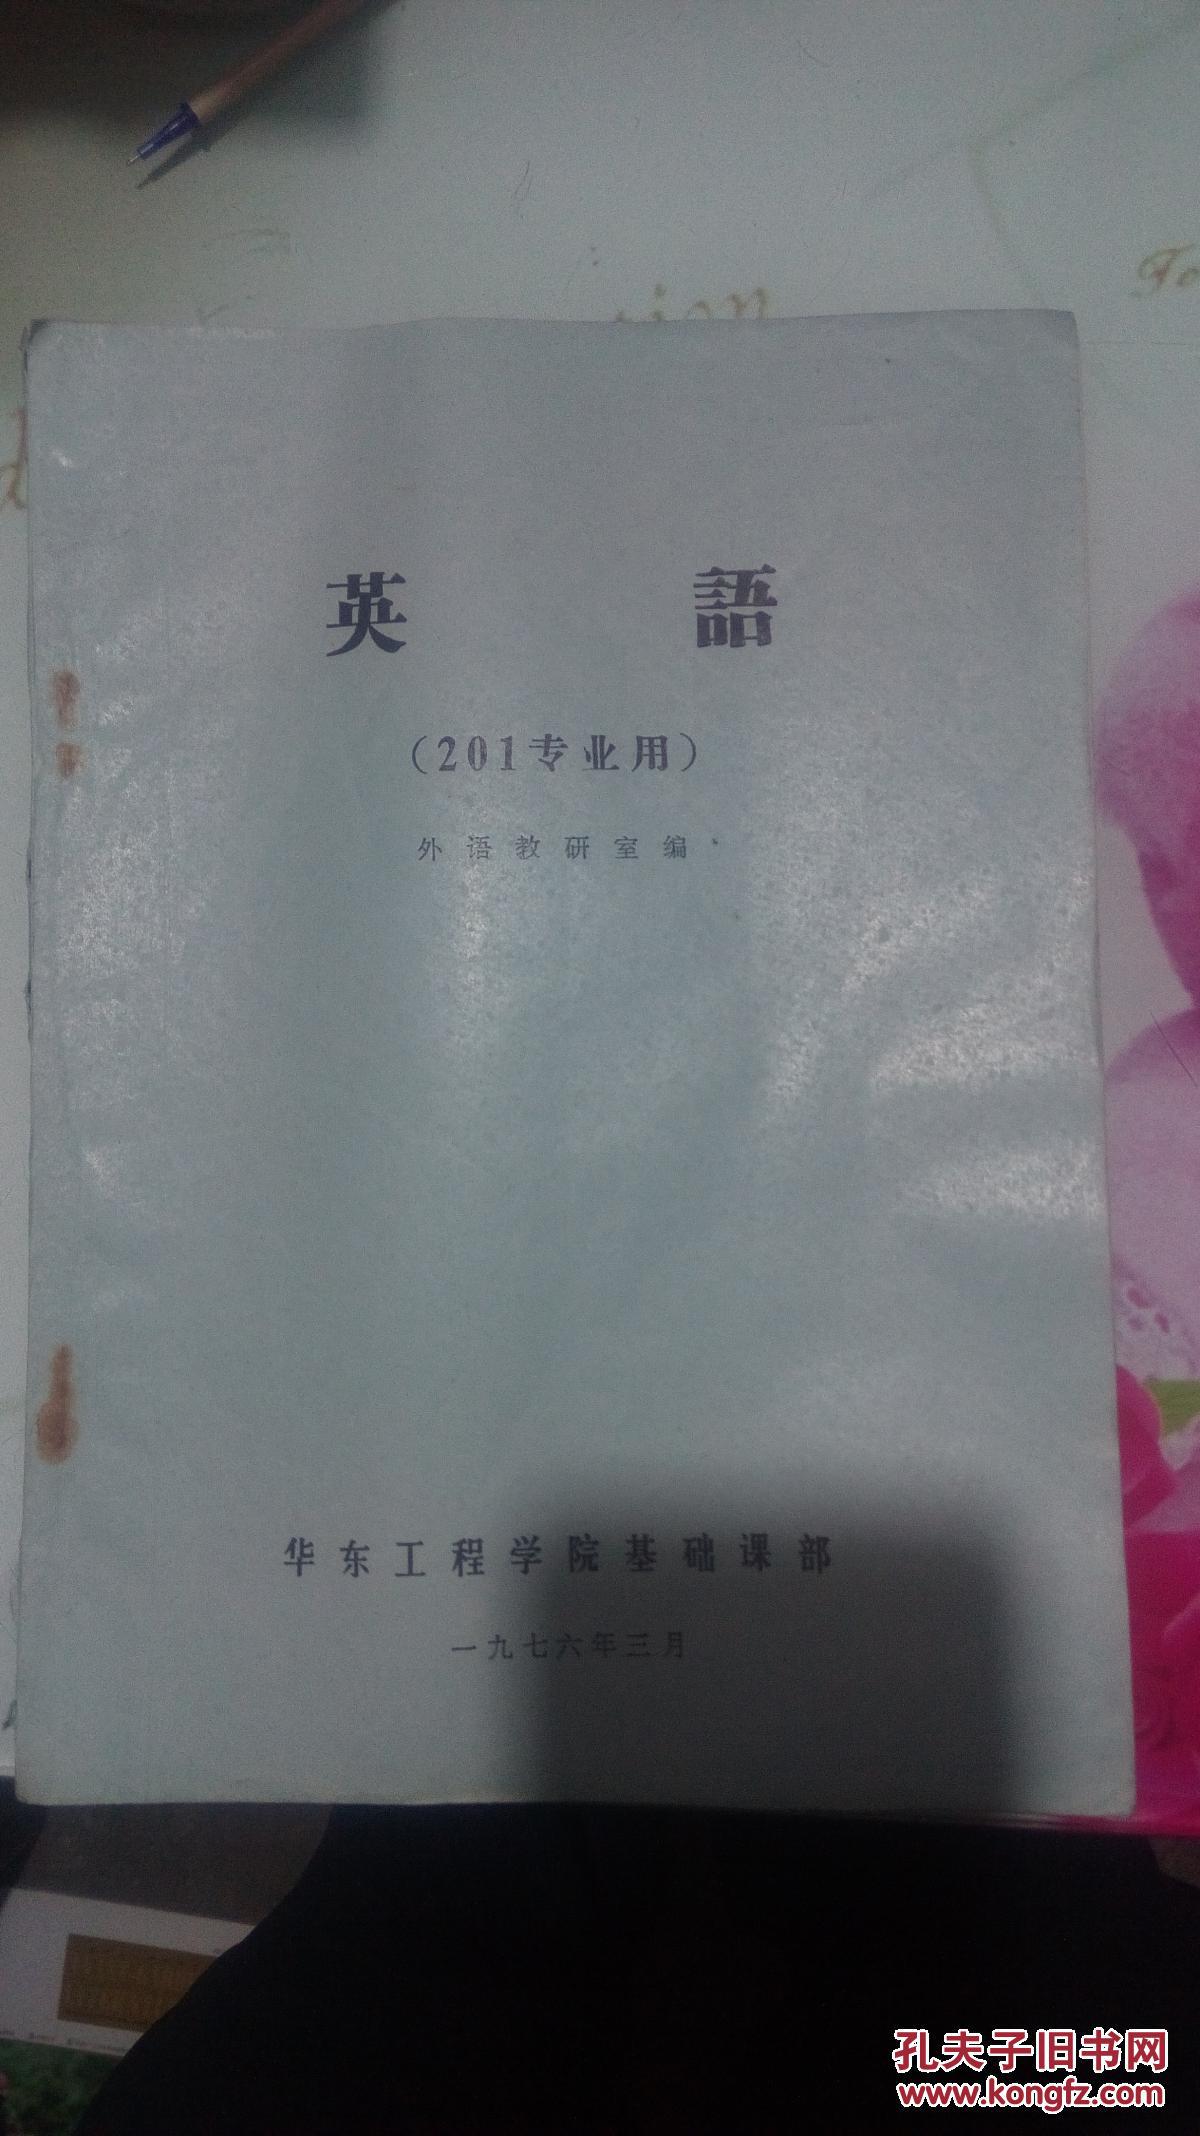 tion
To
d
英語
（201专业用）
外语教研室编
华东工程学院基础课部
一九七六年三月
孔夫子旧书网
www.kongfz.com